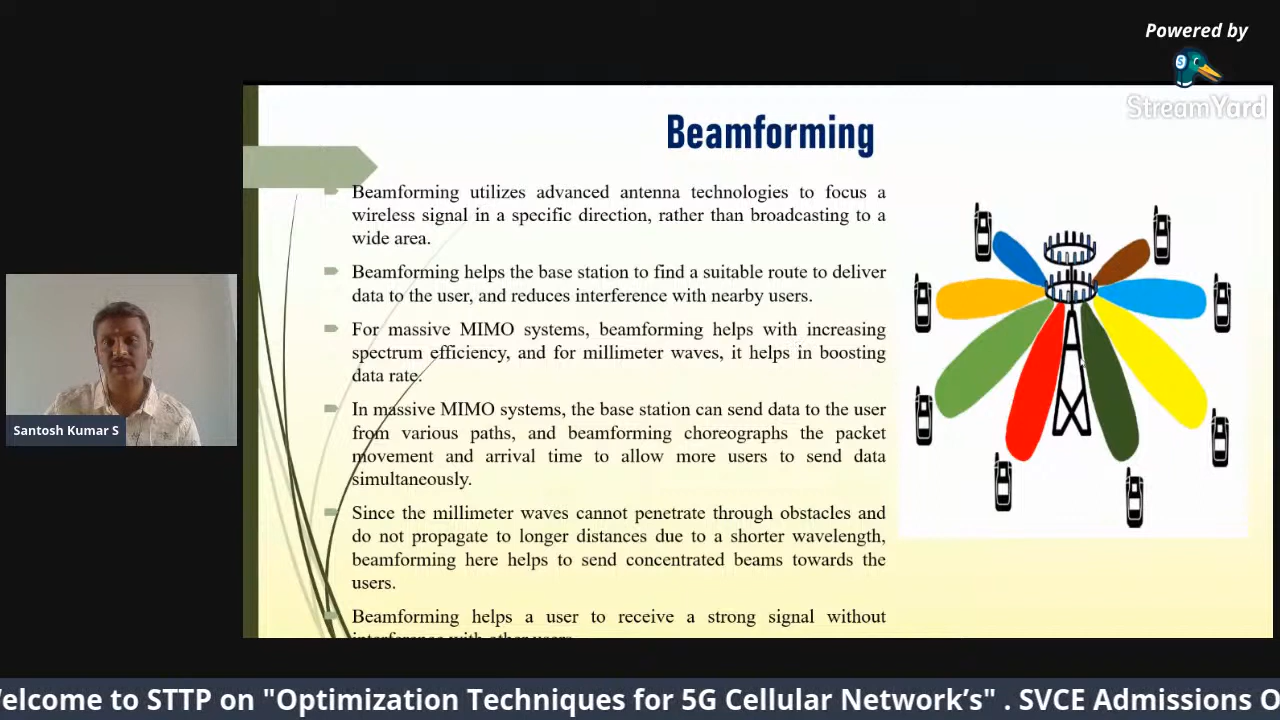 Powered by
StreamYard
Beamforming
Beamforming utilizes advanced antenna technologies to focus a
wireless signal in a specific direction, rather than broadcasting to a
wide area.
Beamforming helps the base station to find a suitable route to deliver
data to the user, and reduces interference with nearby users.
For massive MIMO systems, beamforming helps with increasing
spectrum efficiency, and for millimeter waves, it helps in boosting
data rate.
In massive MIMO systems, the base station can send data to the user
from various paths, and beamforming choreographs the packet
movement and arrival time to allow more users to send data
simultaneously.
Since the millimeter waves cannot penetrate through obstacles and
do not propagate to longer distances due to a shorter wavelength,
beamforming here helps to send concentrated beams towards the
users.
Beamforming helps a user to receive a strong signal without
interference with other users.
Santosh Kumar S
elcome to STTP on "Optimization Techniques for 5G Cellular Network’s" . SVCE Admissions O